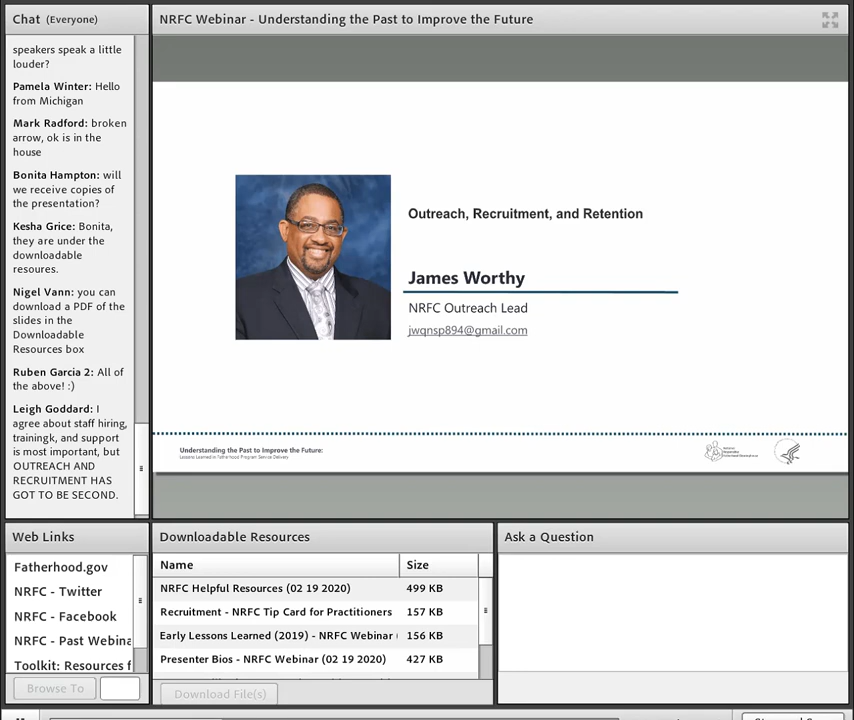 Chat (Everyone)
speakers speak a little
louder?
Pamela Winter: Hello
from Michigan
Mark Radford: broken
arrow, ok is in the
house
Bonita Hampton: will
we receive copies of
the presentation?
Kesha Grice: Bonita,
they are under the
downloadable
resoures.
Nigel Vann: you can
download a PDF of the
slides in the
Downloadable
Resources box
Ruben Garcia 2: All of
the above! :)
Leigh Goddard: I
agree about staff hiring,
trainingk, and support
is most important, but
OUTREACH AND
RECRUITMENT HAS
GOT TO BE SECOND.
NRFC Webinar - Understanding the Past to Improve the Future
Outreach, Recruitment, and Retention
James Worthy
NRFC Outreach Lead
jwqnsp894@gmail.com
Understanding the Past to Improve the Future:
Lessons Learned in Fatherhood Program Service Delivery
Web Links
Fatherhood.gov
NRFC - Twitter
NRFC - Facebook
NRFC - Past Webina
Toolkit: Resources f
Browse To
Downloadable Resources
Name Size
NRFC Helpful Resources (02 19 2020) 499 KB
Recruitment - NRFC Tip Card for Practitioners 157 KB
Early Lessons Learned (2019) - NRFC Webinar 156 KB
Presenter Bios - NRFC Webinar (02 19 2020) 427 KB
Download File(s)
Ask a Question